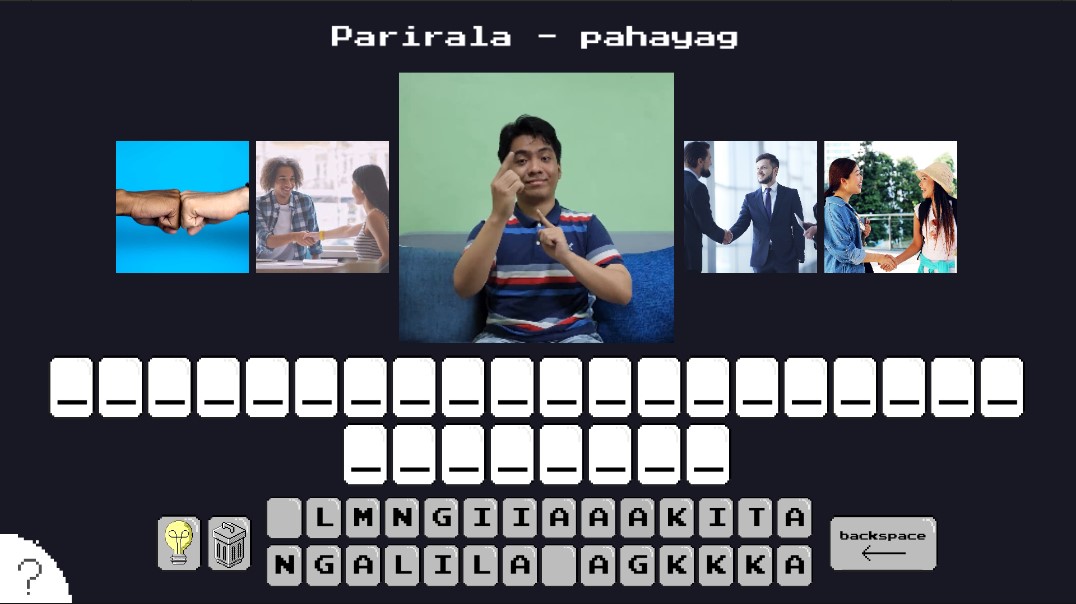 Parirala - pahayag
L M N G I I A A A K I T A
backspace
N G A L I L A A G K K K A
?